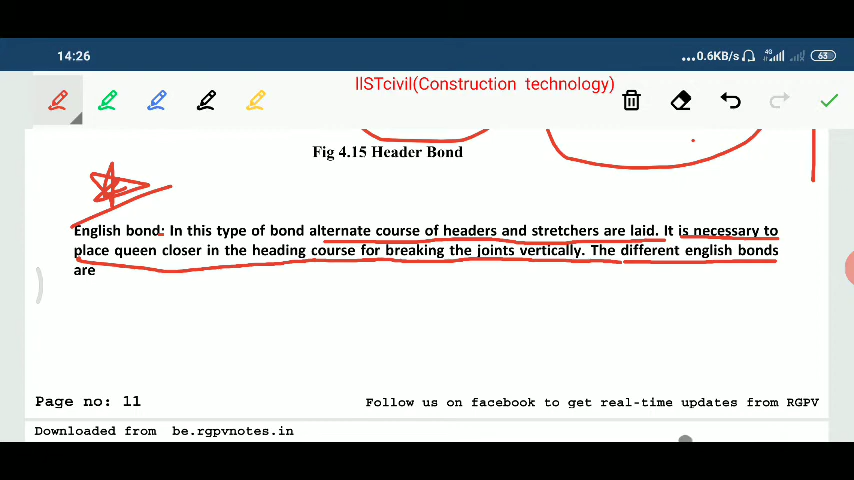 14:26
...0.6KB/s 4G 63
IISTcivil(Construction technology)
Fig 4.15 Header Bond
English bond: In this type of bond alternate course of headers and stretchers are laid. It is necessary to
place queen closer in the heading course for breaking the joints vertically. The different english bonds
are
Page no: 11
Follow us on facebook to get real-time updates from RGPV
Downloaded from be.rgpvnotes.in